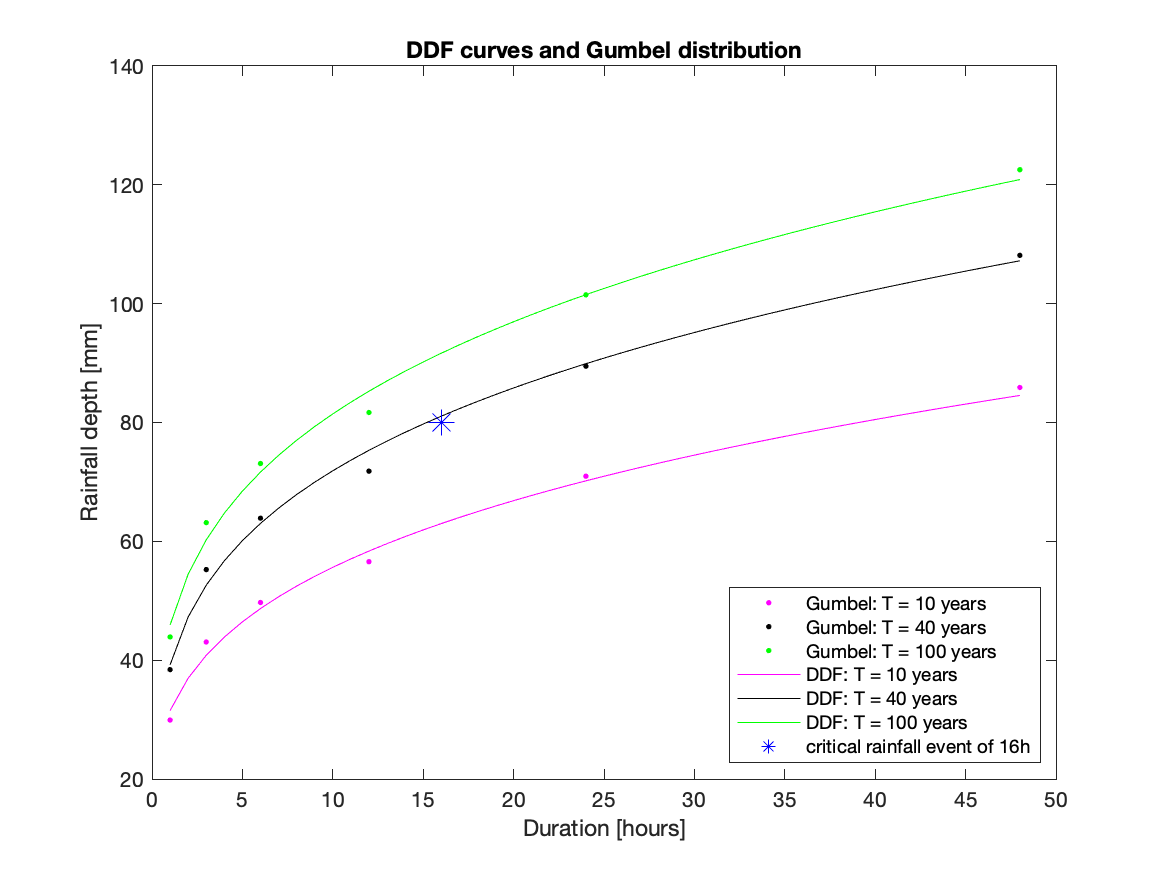 DDF curves and Gumbel distribution
140
120
100
80
60
40
20
Rainfall depth [mm]
0
5
10
15
20
25
30
35
40
45
50
Duration [hours]
Gumbel: T = 10 years
Gumbel: T = 40 years
Gumbel: T = 100 years
DDF: T = 10 years
DDF: T = 40 years
DDF: T = 100 years
critical rainfall event of 16h